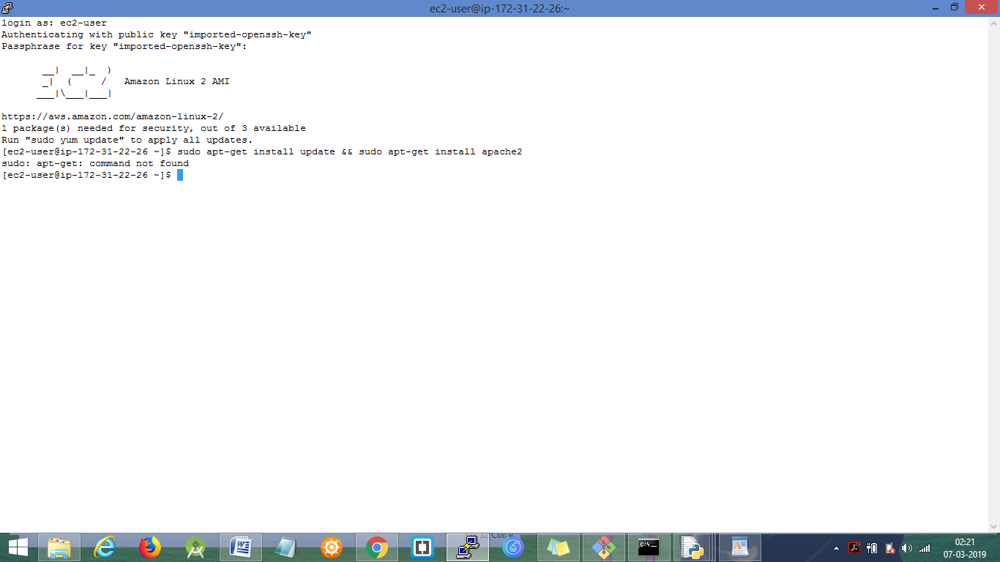 ec2-user@ip-172-31-22-26:~
login as: ec2-user
Authenticating with public key "imported-openssh-key"
Passphrase for key "imported-openssh-key":
__|  __|_  )
_|  (     /   Amazon Linux 2 AMI
___|\___|___|
https://aws.amazon.com/amazon-linux-2/
1 package(s) needed for security, out of 3 available
Run "sudo yum update" to apply all updates.
[ec2-user@ip-172-31-22-26 ~]$ sudo apt-get install update && sudo apt-get install apache2
sudo: apt-get: command not found
[ec2-user@ip-172-31-22-26 ~]$
C:\_
02:21
07-03-2019